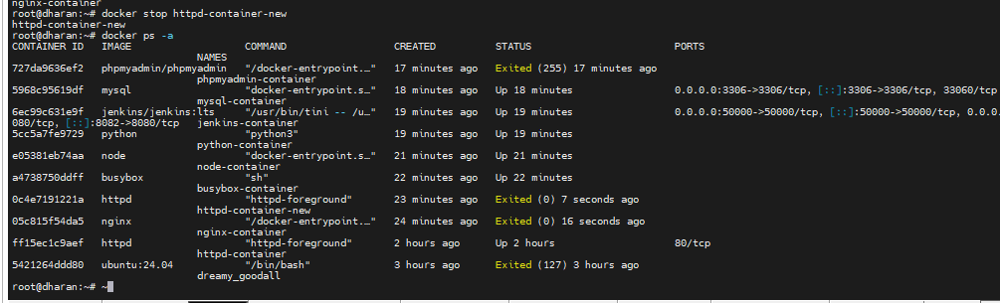 nginx-container
root@dharan:~# docker stop httpd-container-new
httpd-container-new
root@dharan:~# docker ps -a
CONTAINER ID   IMAGE                   COMMAND                  CREATED          STATUS                        PORTS
                               NAMES
727da9636ef2   phpmyadmin/phpmyadmin   "/docker-entrypoint.…"   17 minutes ago   Exited (255) 17 minutes ago
                               phpmyadmin-container
5968c95619df   mysql                   "docker-entrypoint.s…"   18 minutes ago   Up 18 minutes                 0.0.0.0:3306->3306/tcp, [::]:3306->3306/tcp, 33060/tcp
                               mysql-container
6ec99c631e9f   jenkins/jenkins:lts     "/usr/bin/tini -- /u…"   19 minutes ago   Up 19 minutes                 0.0.0.0:50000->50000/tcp, [::]:50000->50000/tcp, 0.0.0
080/tcp, [::]:8082->8080/tcp   jenkins-container
5cc5a7fe9729   python                  "python3"                19 minutes ago   Up 19 minutes
                               python-container
e05381eb74aa   node                    "docker-entrypoint.s…"   21 minutes ago   Up 21 minutes
                               node-container
a4738750ddff   busybox                 "sh"                     22 minutes ago   Up 22 minutes
                               busybox-container
0c4e7191221a   httpd                   "httpd-foreground"       23 minutes ago   Exited (0) 7 seconds ago
                               httpd-container-new
05c815f54da5   nginx                   "/docker-entrypoint.…"   24 minutes ago   Exited (0) 16 seconds ago
                               nginx-container
ff15ec1c9aef   httpd                   "httpd-foreground"       2 hours ago      Up 2 hours                    80/tcp
                               httpd-container
5421264ddd80   ubuntu:24.04            "/bin/bash"              3 hours ago      Exited (127) 3 hours ago
                               dreamy_goodall
root@dharan:~# ~